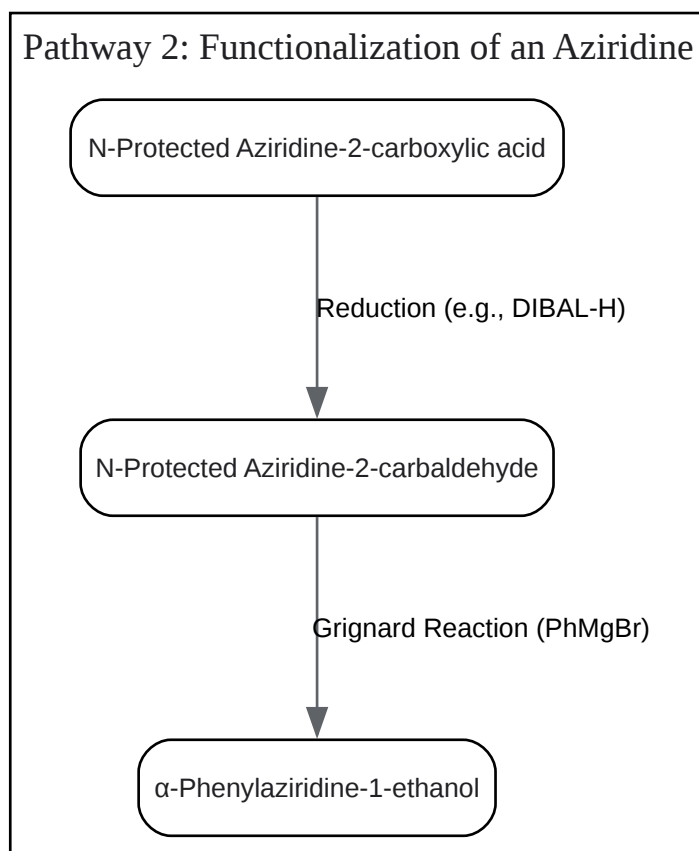 Pathway 2: Functionalization of an Aziridine
N-Protected Aziridine-2-carboxylic acid
Reduction (e.g., DIBAL-H)
N-Protected Aziridine-2-carbaldehyde
Grignard Reaction (PhMgBr)
α-Phenylaziridine-1-ethanol